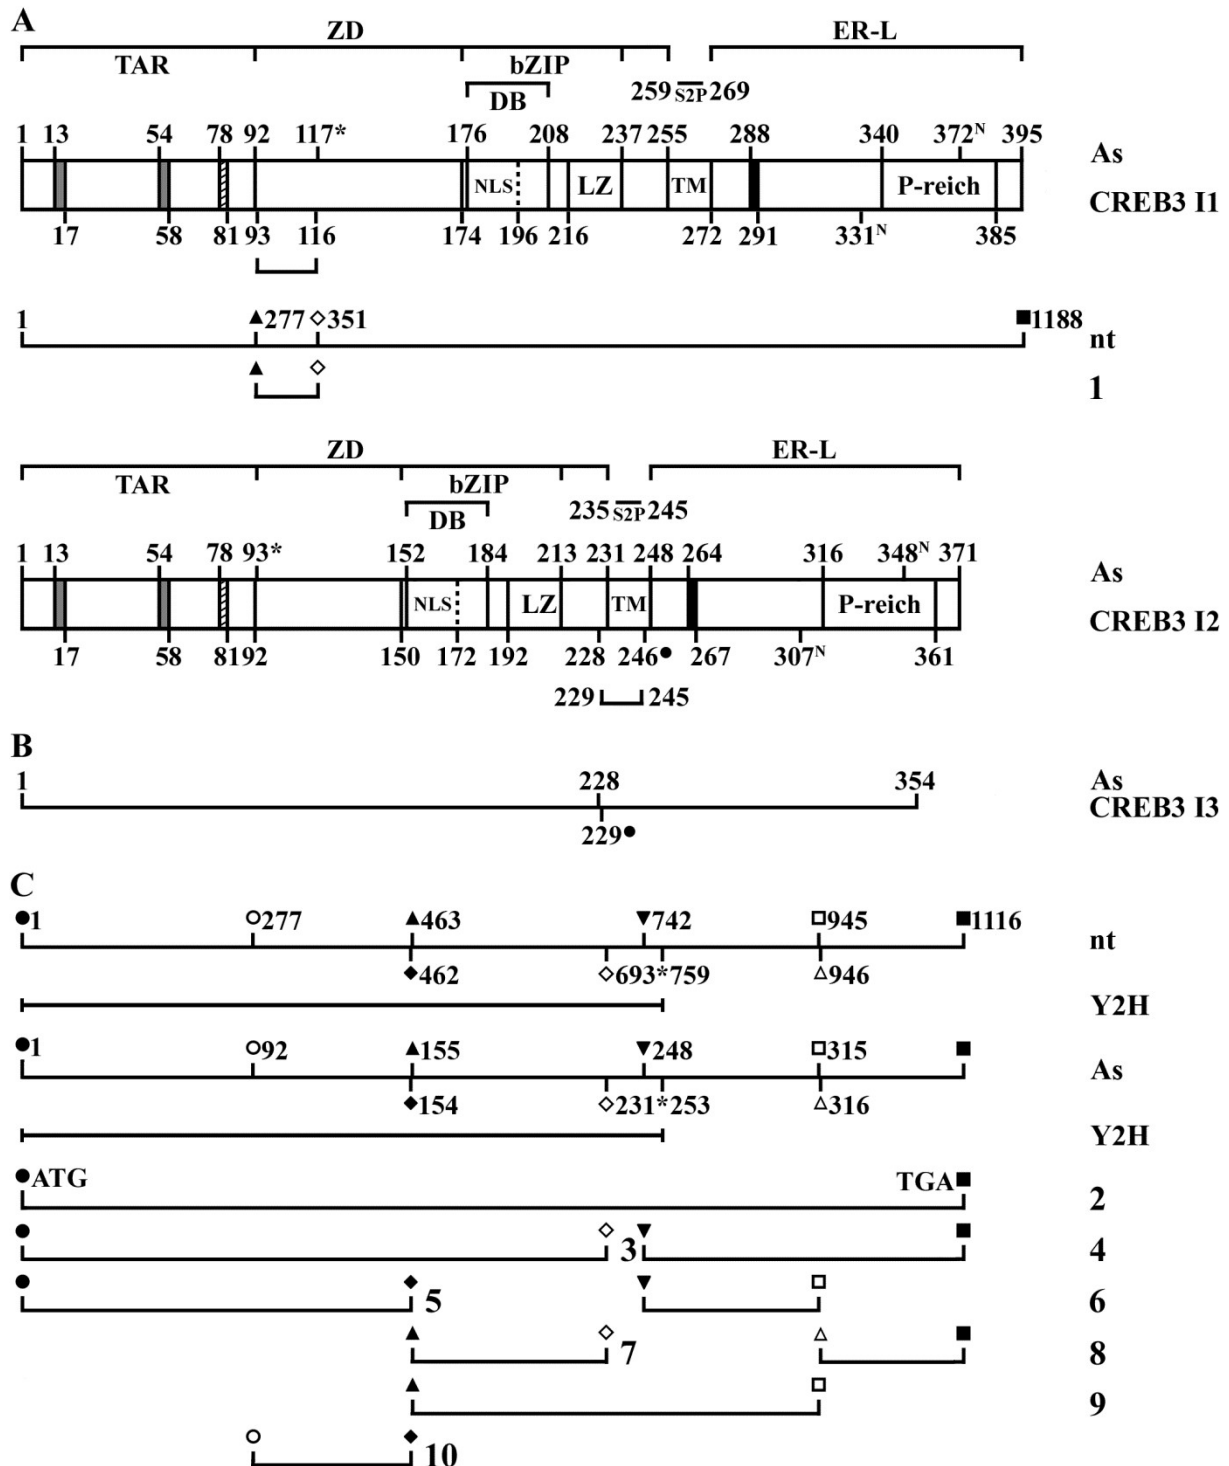 A
ZD ER-L
TAR bZIP
DB 259 S2P 269
1 13 54 78 92 117* 176 208 237 255 288 340 372N 395 As
NLS LZ TM P-reich CREB3 I1
17 58 81 93 116 174 196 216 272 291 331N 385
1 ▲277 ◇351 ■1188 nt
▲ ◇ 1
ZD ER-L
TAR bZIP
DB 235 S2P 245
1 13 54 78 93* 152 184 213 231 248 264 316 348N 371 As
NLS LZ TM P-reich CREB3 I2
17 58 81 92 150 172 192 228 246● 267 307N 361
229 245
B
1 228 354 As
CREB3 I3
229●
C
●1 ○277 ▲463 ▼742 □945 ■1116 nt
◆462 ◇693 *759 △946
Y2H
●1 ○92 ▲155 ▼248 □315 ■ As
◆154 ◇231 *253 △316
Y2H
●ATG TGA■ 2
● ◇ 3 ▼ ■ 4
● ◆ 5 ▼ □ 6
▲ ◇ 7 △ ■ 8
▲ □ 9
○ ◆ 10